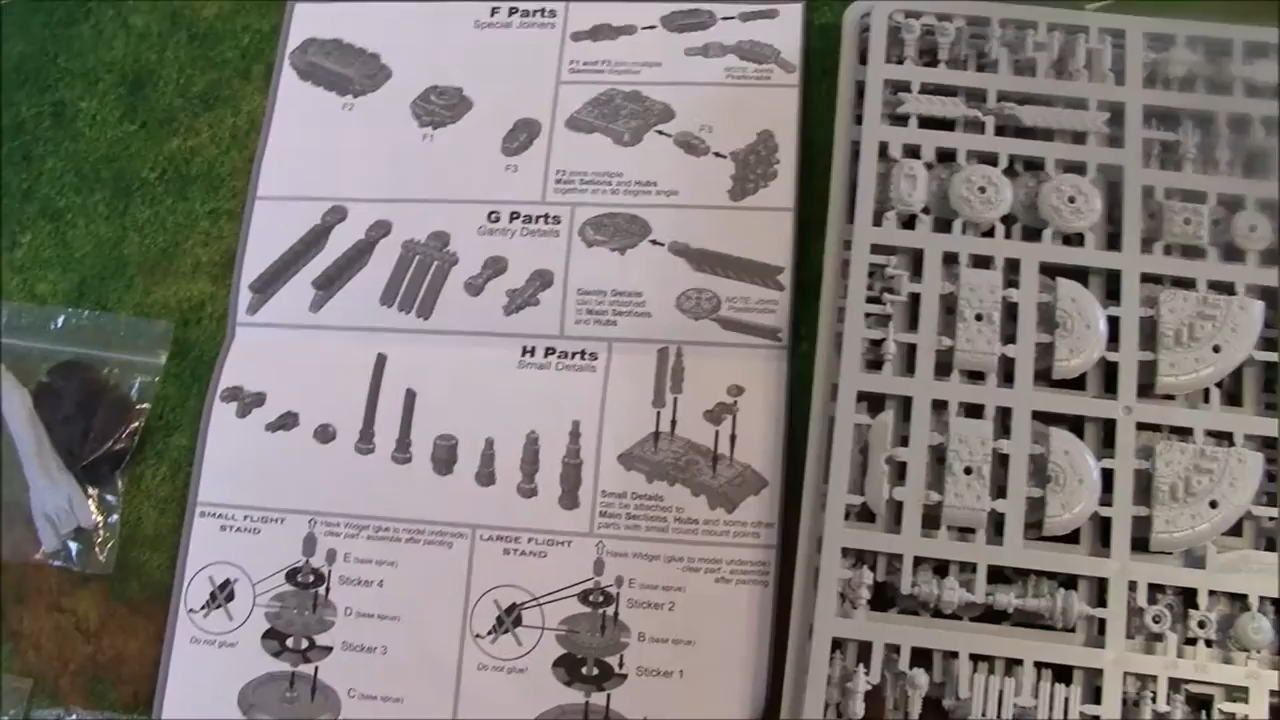 F Parts
Special Joiners
F2
F1
F3
F1 and F2 join multiple
Gantries together
NOTE: Joints
Positionable
F3
F3 joins multiple
Main Setions and Hubs
together at a 90 degree angle
G Parts
Gantry Details
Gantry Details
can be attached
to Main Sections
and Hubs
NOTE: Joints
Positionable
H Parts
Small Details
Small Details
can be attached to
Main Sections, Hubs and some other
parts with small round mount points
SMALL FLIGHT
STAND
Hawk Widget (glue to model underside)
- clear part - assemble
after painting
E (base sprue)
Sticker 4
D (base sprue)
Do not glue!
Sticker 3
C (base sprue)
LARGE FLIGHT
STAND
Hawk Widget (glue to model underside)
- clear part - assemble
after painting
E (base sprue)
Sticker 2
B (base sprue)
Do not glue!
Sticker 1